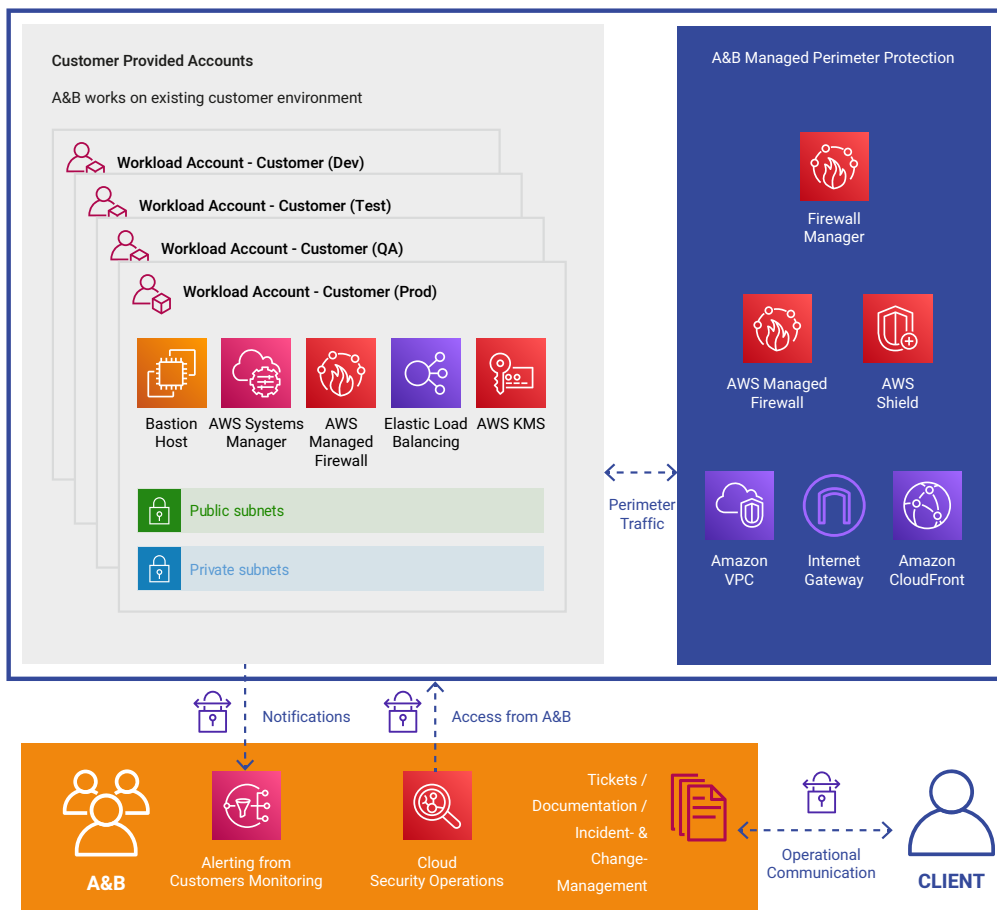 Customer Provided Accounts
A&B works on existing customer environment
Workload Account - Customer (Dev)
Workload Account - Customer (Test)
Workload Account - Customer (QA)
Workload Account - Customer (Prod)
Bastion
Host
AWS Systems
Manager
AWS
Managed
Firewall
Elastic Load
Balancing
AWS KMS
Public subnets
Private subnets
Perimeter
Traffic
A&B Managed Perimeter Protection
Firewall
Manager
AWS Managed
Firewall
AWS
Shield
Amazon
VPC
Internet
Gateway
Amazon
CloudFront
Notifications
Access from A&B
A&B
Alerting from
Customers Monitoring
Cloud
Security Operations
Tickets /
Documentation /
Incident- &
Change-
Management
Operational
Communication
CLIENT